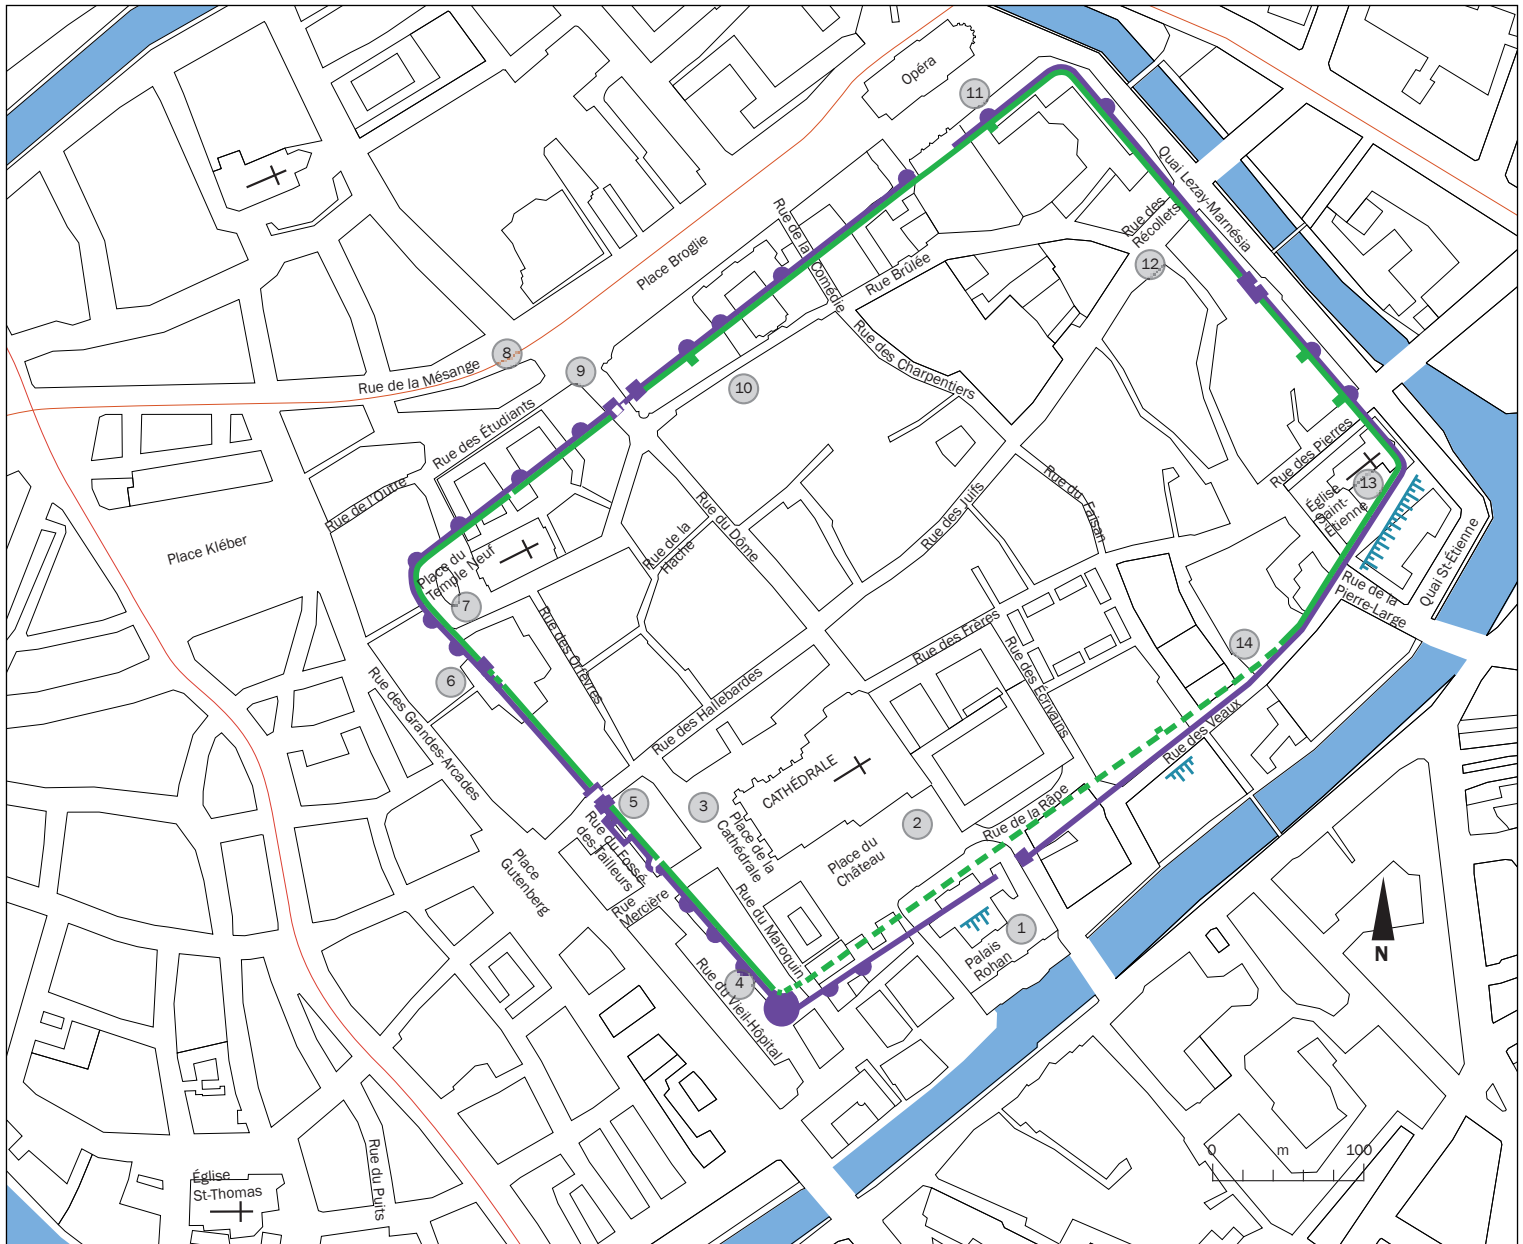 Opéra
11
Quai Lezay-Marnésia
Rue des
Récollets
12
Rue de la Comédie
Place Broglie
Rue Brûlée
8
Rue de la Mésange
9
10
Rue des Charpentiers
Rue des Étudiants
Rue de l'Outre
Place Kléber
Place du
Temple Neuf
7
Rue de la
Hache
Rue du Dôme
Rue des Juifs
Rue du Faisan
Rue des Pierres
Église
Saint-
Étienne
13
Quai St-Étienne
Rue de la
Pierre-Large
14
6
Rue des Orfèvres
Rue des Hallebardes
Rue des Frères
Rue des Écrivains
Rue des Grandes-Arcades
Rue des Veaux
CATHÉDRALE
5
3
Place de la
Cathédrale
2
Place du
Château
Rue de la Râpe
Rue du Fossé-
des-Tailleurs
Place
Gutenberg
Rue
Mercière
Rue du Maroquin
4
Rue du Vieil-Hôpital
1
Palais
Rohan
N
0 m 100
Église
St-Thomas
Rue du Puits